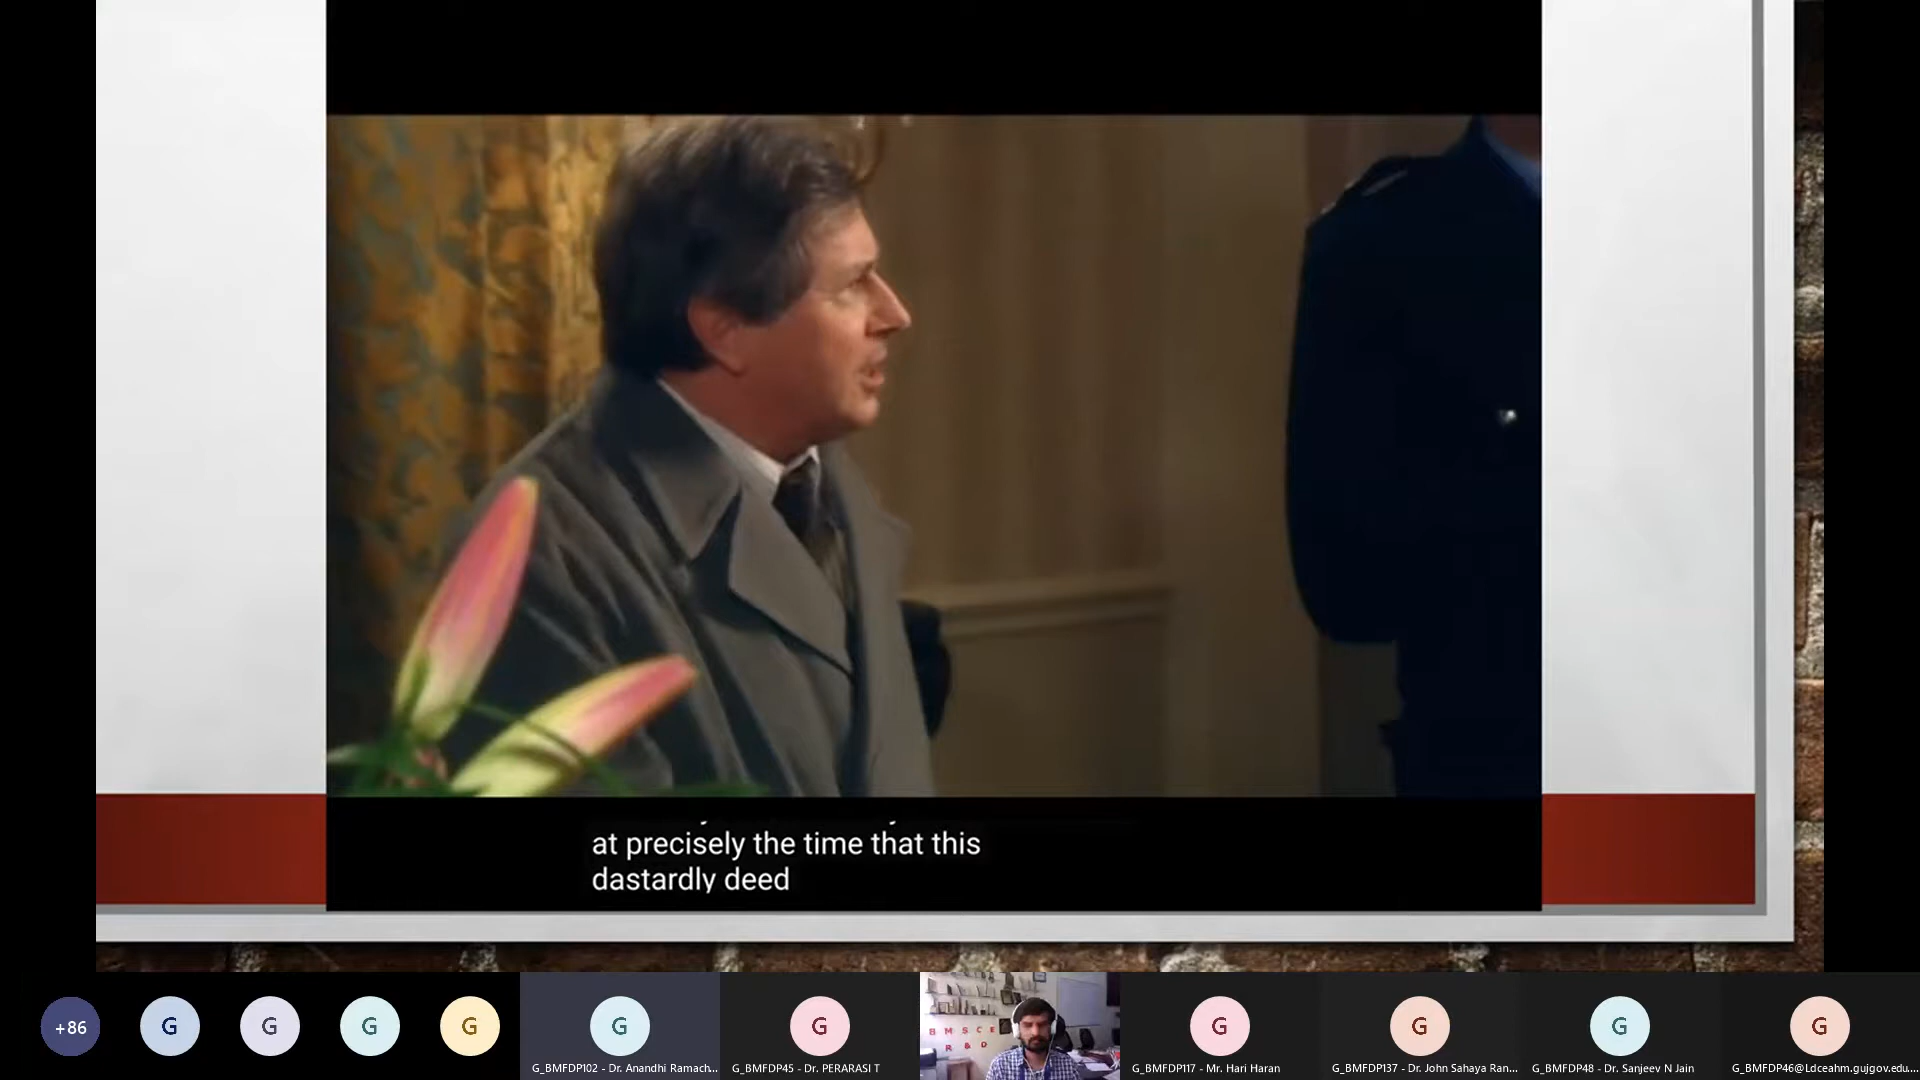 at precisely the time that this
dastardly deed
+86
G
G
G
G
G
G_BMFDP102 - Dr. Anandhi Ramach...
G
G_BMFDP45 - Dr. PERARASI T
B M S C E
R & D
G
G_BMFDP117 - Mr. Hari Haran
G
G_BMFDP137 - Dr. John Sahaya Ran...
G
G_BMFDP48 - Dr. Sanjeev N Jain
G
G_BMFDP46@Ldceahm.gujgov.edu....